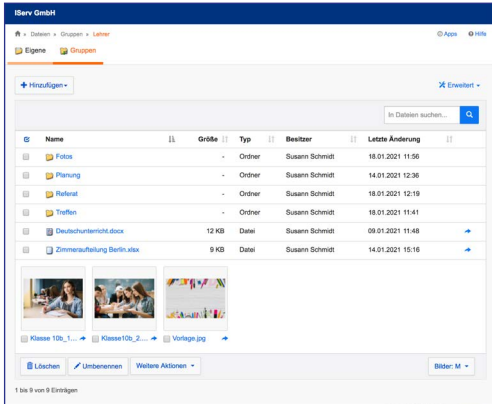 IServ GmbH
» Dateien » Gruppen » Lehrer Apps Hilfe
Eigene Gruppen
Hinzufügen Erweitert
In Dateien suchen...
Name Größe Typ Besitzer Letzte Änderung
Fotos - Ordner Susann Schmidt 18.01.2021 11:56
Planung - Ordner Susann Schmidt 14.01.2021 12:36
Referat - Ordner Susann Schmidt 18.01.2021 12:19
Treffen - Ordner Susann Schmidt 18.01.2021 11:41
Deutschunterricht.docx 12 KB Datei Susann Schmidt 09.01.2021 11:48
Zimmeraufteilung Berlin.xlsx 9 KB Datei Susann Schmidt 14.01.2021 15:16
Klasse 10b_1... Klasse10b_2.... Vorlage.jpg
Löschen Umbenennen Weitere Aktionen Bilder: M
1 bis 9 von 9 Einträgen